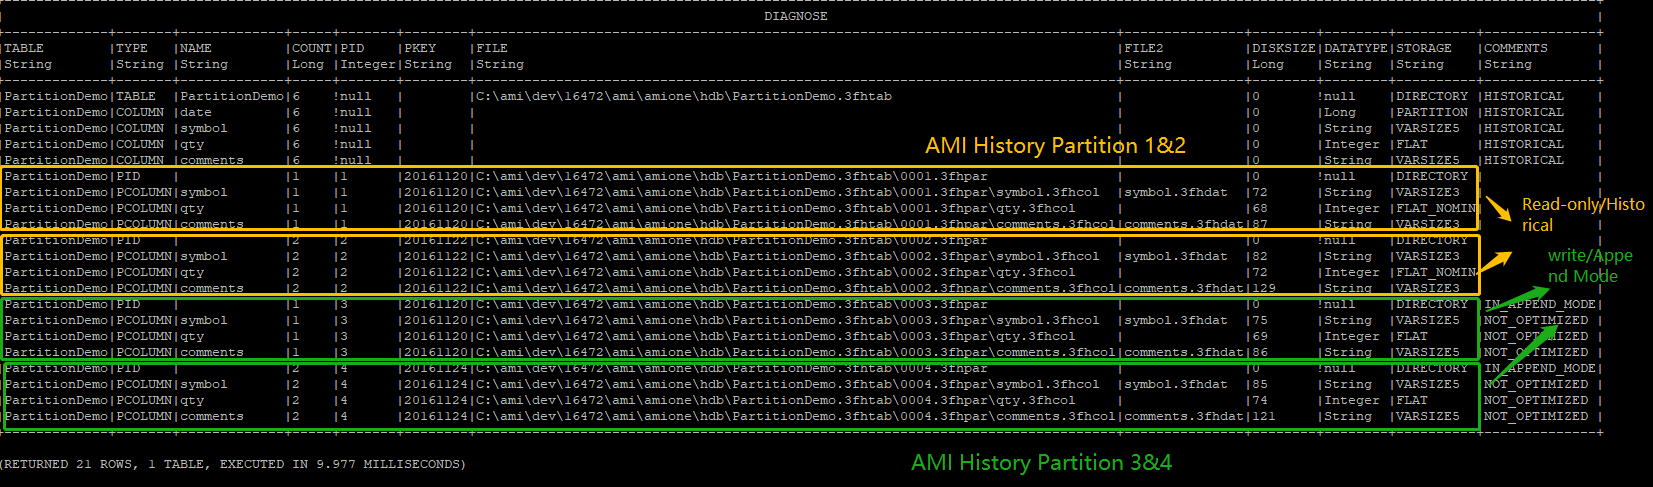 DIAGNOSE
|TABLE |TYPE |NAME |COUNT|PID |PKEY |FILE |FILE2 |DISKSIZE|DATATYPE|STORAGE |COMMENTS |
|String |String |String |Long |Integer|String |String |String |Long |String |String |String |
|PartitionDemo|TABLE |PartitionDemo|6 !null | |C:\ami\dev\16472\ami\amione\hdb\PartitionDemo.3fhtab | |0 !null |DIRECTORY |HISTORICAL |
|PartitionDemo|COLUMN |date |6 !null | | | |0 |Long |PARTITION |HISTORICAL |
|PartitionDemo|COLUMN |symbol |6 !null | | | |0 |String |VARSIZE5 |HISTORICAL |
|PartitionDemo|COLUMN |qty |6 !null | | | |0 |Integer |FLAT |HISTORICAL |
|PartitionDemo|COLUMN |comments |6 !null | | | |0 |String |VARSIZE5 |HISTORICAL |
AMI History Partition 1&2
|PartitionDemo|PID | |1 |1 |20161120|C:\ami\dev\16472\ami\amione\hdb\PartitionDemo.3fhtab\0001.3fhpar | |0 !null |DIRECTORY |
|PartitionDemo|PCOLUMN|symbol |1 |1 |20161120|C:\ami\dev\16472\ami\amione\hdb\PartitionDemo.3fhtab\0001.3fhpar\symbol.3fhcol |symbol.3fhdat |72 |String |VARSIZE3 |
|PartitionDemo|PCOLUMN|qty |1 |1 |20161120|C:\ami\dev\16472\ami\amione\hdb\PartitionDemo.3fhtab\0001.3fhpar\qty.3fhcol | |68 |Integer |FLAT_NOMIN
|PartitionDemo|PCOLUMN|comments |1 |1 |20161120|C:\ami\dev\16472\ami\amione\hdb\PartitionDemo.3fhtab\0001.3fhpar\comments.3fhcol|comments.3fhdat|87 |String |VARSIZE3 |
Read-only/Histo
rical
|PartitionDemo|PID | |2 |2 |20161122|C:\ami\dev\16472\ami\amione\hdb\PartitionDemo.3fhtab\0002.3fhpar | |0 !null |DIRECTORY |
|PartitionDemo|PCOLUMN|symbol |2 |2 |20161122|C:\ami\dev\16472\ami\amione\hdb\PartitionDemo.3fhtab\0002.3fhpar\symbol.3fhcol |symbol.3fhdat |82 |String |VARSIZE3 |
|PartitionDemo|PCOLUMN|qty |2 |2 |20161122|C:\ami\dev\16472\ami\amione\hdb\PartitionDemo.3fhtab\0002.3fhpar\qty.3fhcol | |72 |Integer |FLAT_NOMIN
|PartitionDemo|PCOLUMN|comments |2 |2 |20161122|C:\ami\dev\16472\ami\amione\hdb\PartitionDemo.3fhtab\0002.3fhpar\comments.3fhcol|comments.3fhdat|129 |String |VARSIZE3 |
write/Appe
nd Mode
|PartitionDemo|PID | |1 |3 |20161120|C:\ami\dev\16472\ami\amione\hdb\PartitionDemo.3fhtab\0003.3fhpar | |0 !null |DIRECTORY |IN_APPEND_MODE|
|PartitionDemo|PCOLUMN|symbol |1 |3 |20161120|C:\ami\dev\16472\ami\amione\hdb\PartitionDemo.3fhtab\0003.3fhpar\symbol.3fhcol |symbol.3fhdat |75 |String |VARSIZE5 |NOT_OPTIMIZED |
|PartitionDemo|PCOLUMN|qty |1 |3 |20161120|C:\ami\dev\16472\ami\amione\hdb\PartitionDemo.3fhtab\0003.3fhpar\qty.3fhcol | |69 |Integer |FLAT |NOT_OPTIMIZED |
|PartitionDemo|PCOLUMN|comments |1 |3 |20161120|C:\ami\dev\16472\ami\amione\hdb\PartitionDemo.3fhtab\0003.3fhpar\comments.3fhcol|comments.3fhdat|86 |String |VARSIZE5 |NOT_OPTIMIZED |
|PartitionDemo|PID | |2 |4 |20161124|C:\ami\dev\16472\ami\amione\hdb\PartitionDemo.3fhtab\0004.3fhpar | |0 !null |DIRECTORY |IN_APPEND_MODE|
|PartitionDemo|PCOLUMN|symbol |2 |4 |20161124|C:\ami\dev\16472\ami\amione\hdb\PartitionDemo.3fhtab\0004.3fhpar\symbol.3fhcol |symbol.3fhdat |85 |String |VARSIZE5 |NOT_OPTIMIZED |
|PartitionDemo|PCOLUMN|qty |2 |4 |20161124|C:\ami\dev\16472\ami\amione\hdb\PartitionDemo.3fhtab\0004.3fhpar\qty.3fhcol | |74 |Integer |FLAT |NOT_OPTIMIZED |
|PartitionDemo|PCOLUMN|comments |2 |4 |20161124|C:\ami\dev\16472\ami\amione\hdb\PartitionDemo.3fhtab\0004.3fhpar\comments.3fhcol|comments.3fhdat|121 |String |VARSIZE5 |NOT_OPTIMIZED |
(RETURNED 21 ROWS, 1 TABLE, EXECUTED IN 9.977 MILLISECONDS)
AMI History Partition 3&4